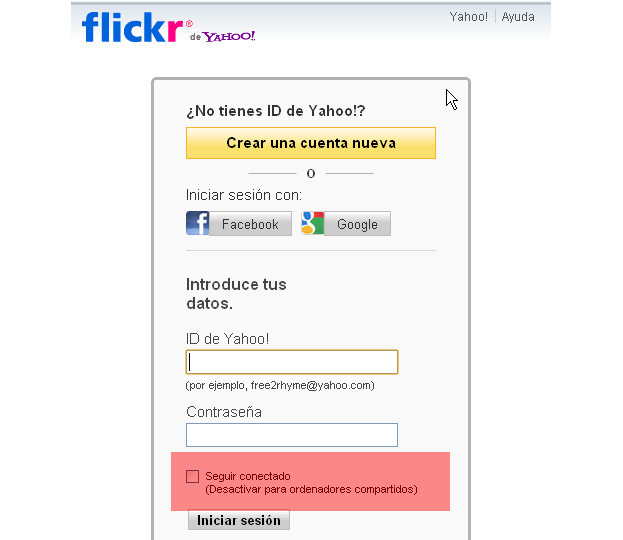 flickr® de YAHOO!
Yahoo! | Ayuda
¿No tienes ID de Yahoo!?
Crear una cuenta nueva
O
Iniciar sesión con:
Facebook Google
Introduce tus
datos.
ID de Yahoo!
(por ejemplo, free2rhyme@yahoo.com)
Contraseña
Seguir conectado
(Desactivar para ordenadores compartidos)
Iniciar sesión